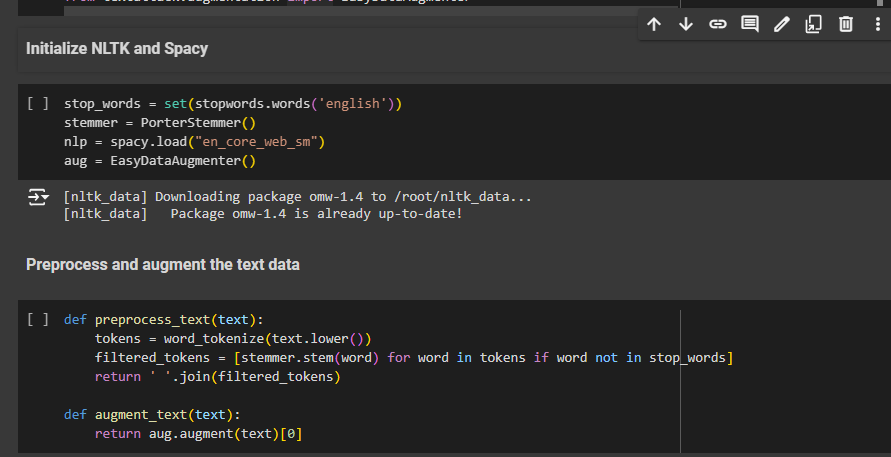 Initialize NLTK and Spacy
[ ] stop_words = set(stopwords.words('english'))
stemmer = PorterStemmer()
nlp = spacy.load("en_core_web_sm")
aug = EasyDataAugmenter()
[nltk_data] Downloading package omw-1.4 to /root/nltk_data...
[nltk_data]   Package omw-1.4 is already up-to-date!
Preprocess and augment the text data
[ ] def preprocess_text(text):
    tokens = word_tokenize(text.lower())
    filtered_tokens = [stemmer.stem(word) for word in tokens if word not in stop_words]
    return ' '.join(filtered_tokens)
def augment_text(text):
    return aug.augment(text)[0]